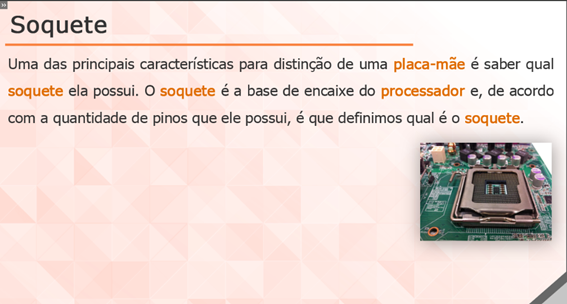 Soquete
Uma das principais características para distinção de uma placa-mãe é saber qual
soquete ela possui. O soquete é a base de encaixe do processador e, de acordo
com a quantidade de pinos que ele possui, é que definimos qual é o soquete.